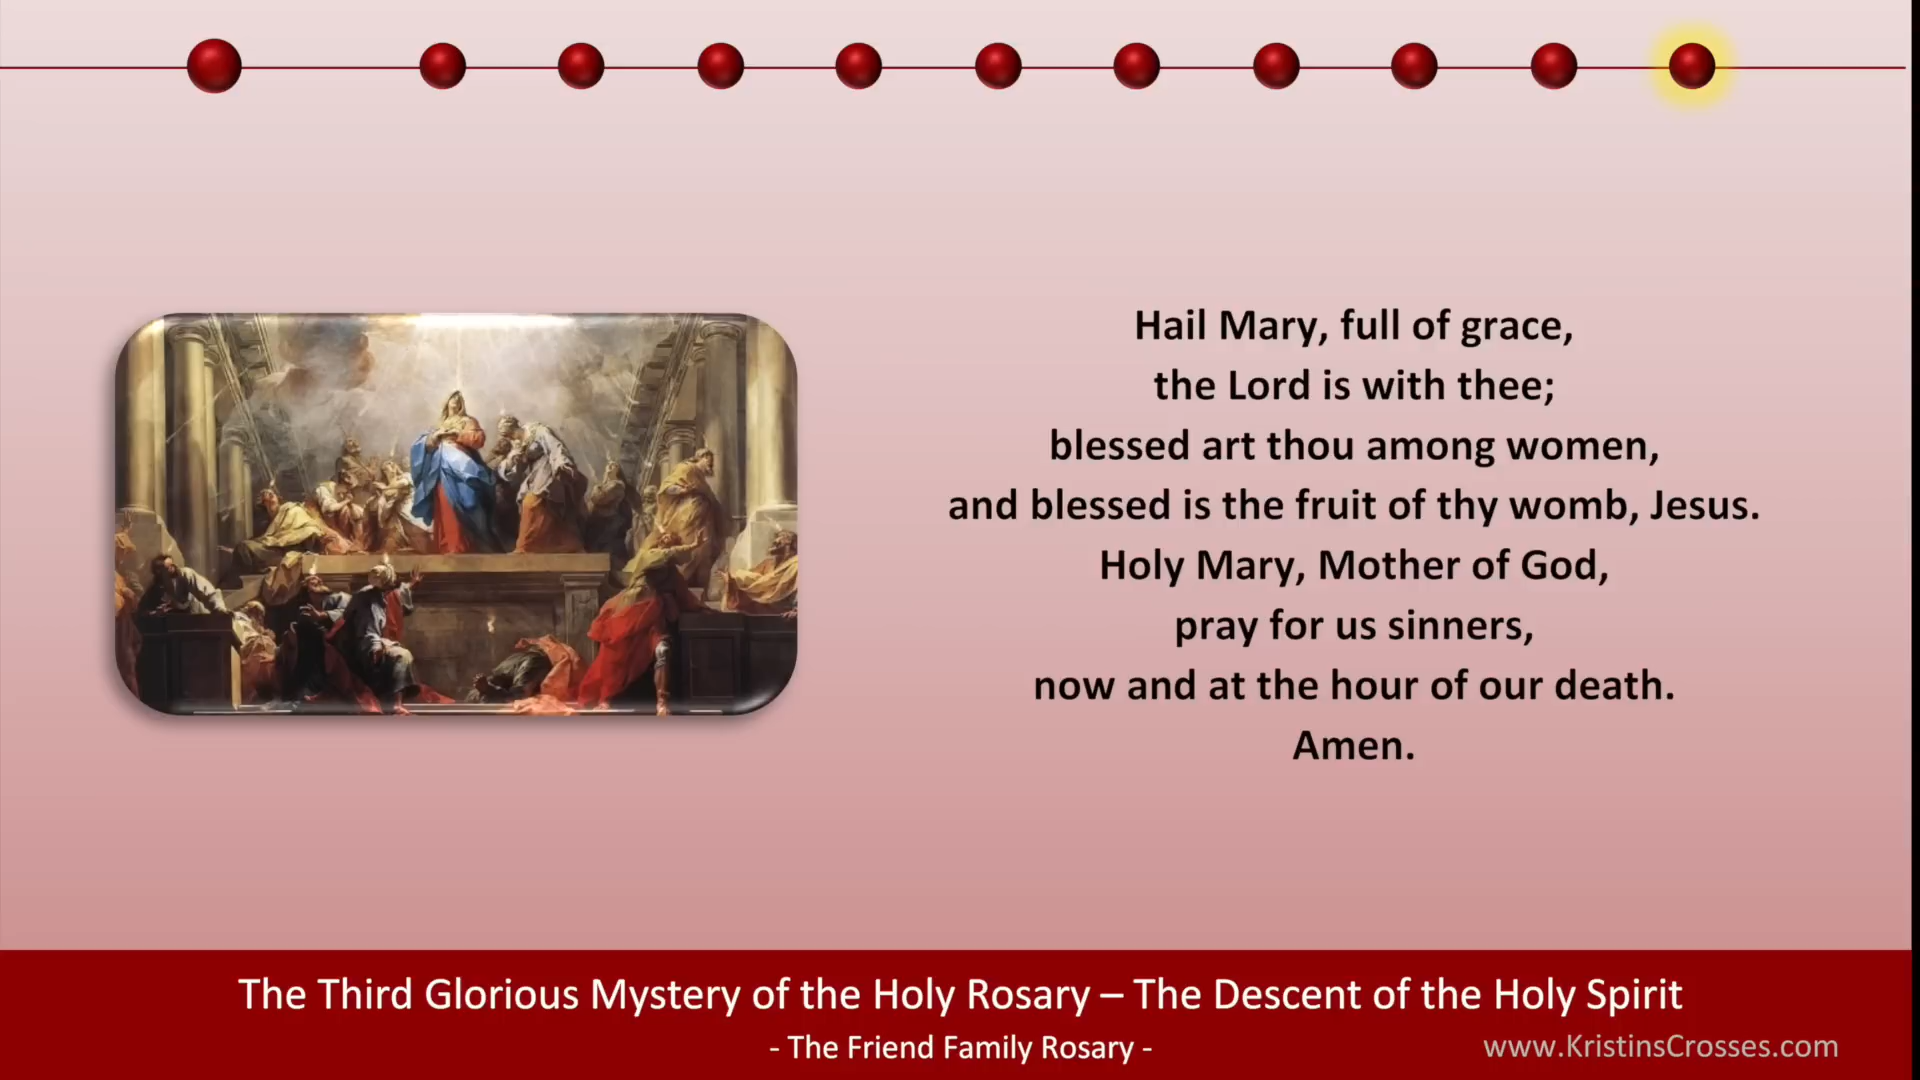 Hail Mary, full of grace,
the Lord is with thee;
blessed art thou among women,
and blessed is the fruit of thy womb, Jesus.
Holy Mary, Mother of God,
pray for us sinners,
now and at the hour of our death.
Amen.
The Third Glorious Mystery of the Holy Rosary – The Descent of the Holy Spirit
- The Friend Family Rosary -
www.KristinsCrosses.com